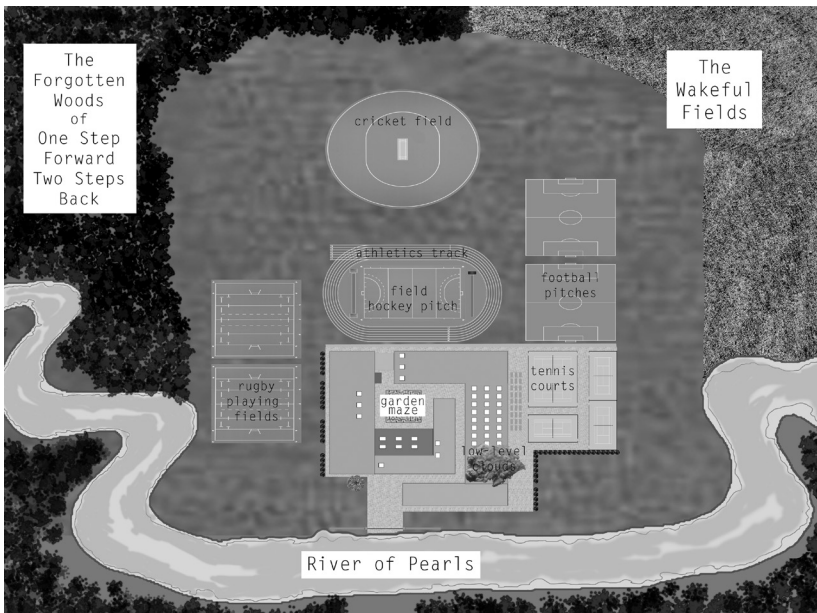 The
Forgotten
Woods
of
One Step
Forward
Two Steps
Back
The
Wakeful
Fields
cricket field
athletics track
field
hockey pitch
football
pitches
rugby
playing
fields
garden
maze
tennis
courts
low-level
clouds
River of Pearls